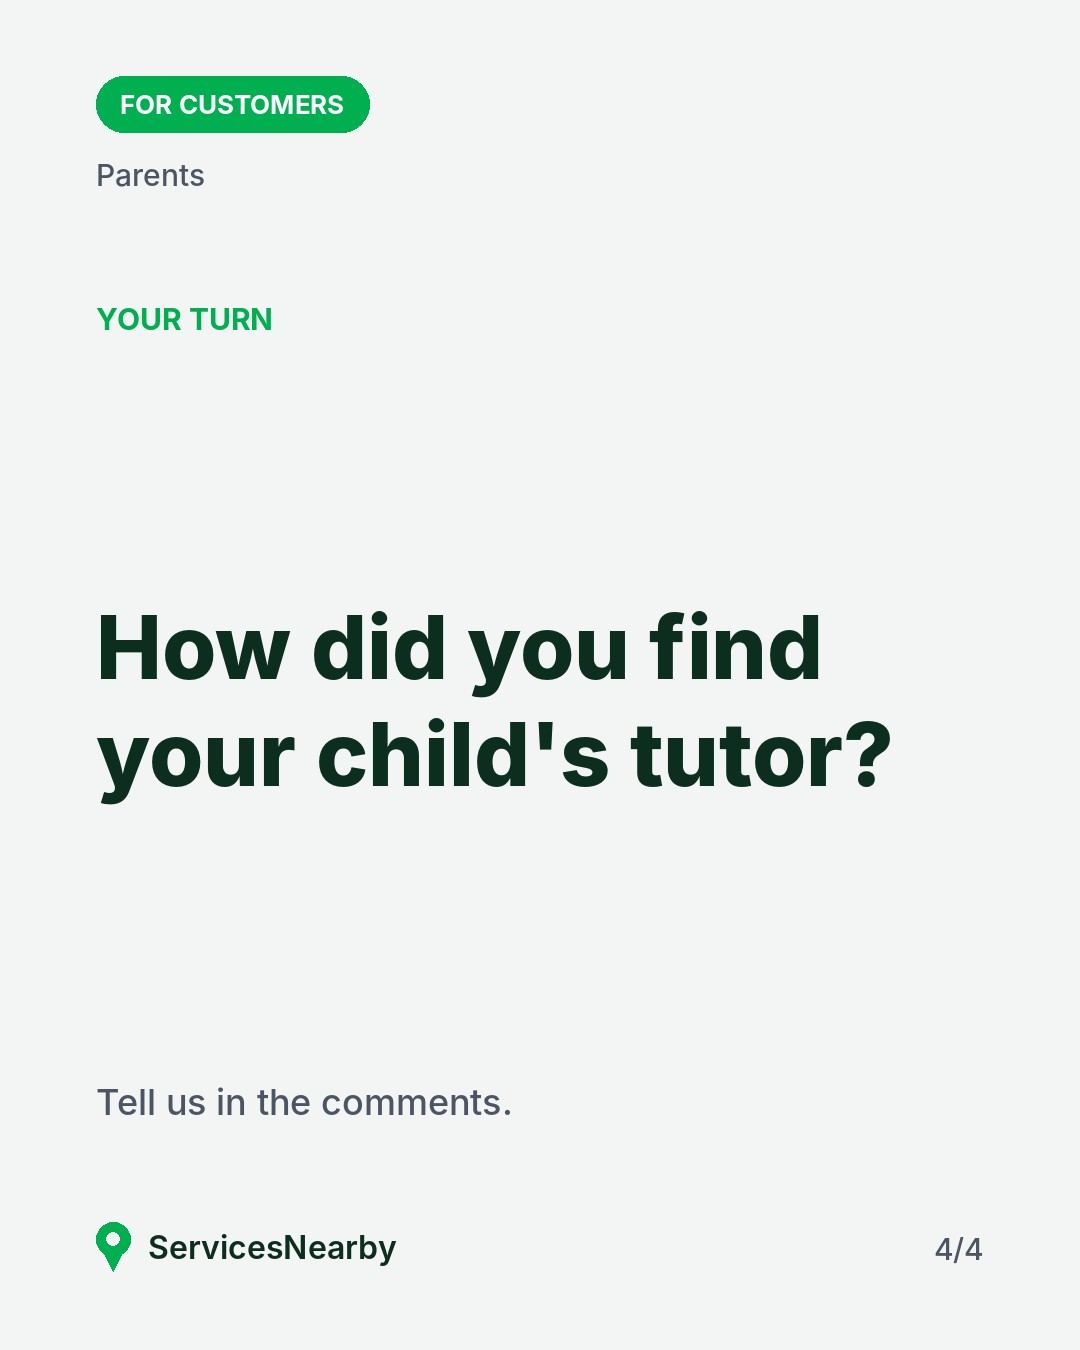 FOR CUSTOMERS
Parents
YOUR TURN
How did you find
your child's tutor?
Tell us in the comments.
ServicesNearby
4/4